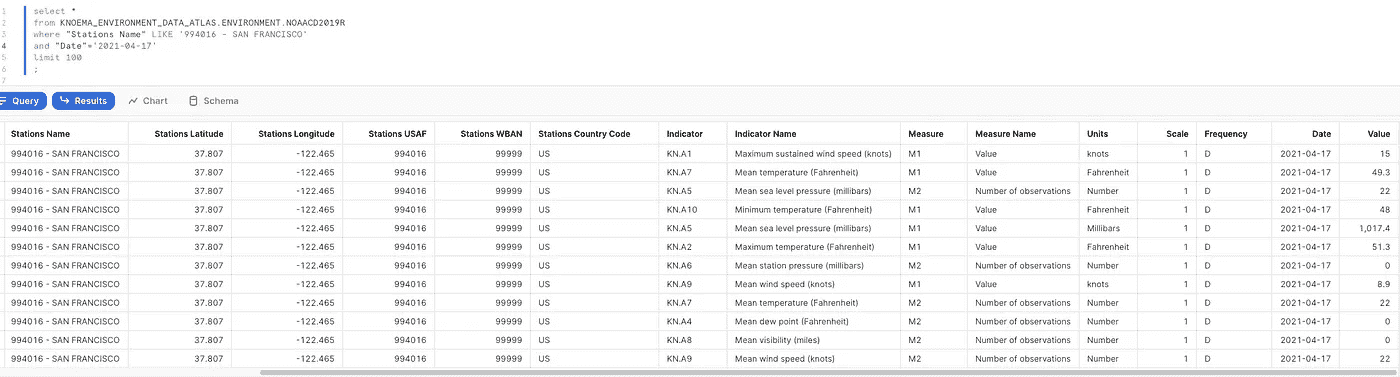 1 select *
2 from KNOEMA_ENVIRONMENT_DATA_ATLAS.ENVIRONMENT.NOAACD2019R
3 where "Stations Name" LIKE '994016 - SAN FRANCISCO'
4 and "Date"='2021-04-17'
5 limit 100
6 ;
7
Query Results Chart Schema
Stations Name Stations Latitude Stations Longitude Stations USAF Stations WBAN Stations Country Code Indicator Indicator Name Measure Measure Name Units Scale Frequency Date Value
994016 - SAN FRANCISCO 37.807 -122.465 994016 99999 US KN.A1 Maximum sustained wind speed (knots) M1 Value knots 1 D 2021-04-17 15
994016 - SAN FRANCISCO 37.807 -122.465 994016 99999 US KN.A7 Mean temperature (Fahrenheit) M1 Value Fahrenheit 1 D 2021-04-17 49.3
994016 - SAN FRANCISCO 37.807 -122.465 994016 99999 US KN.A5 Mean sea level pressure (millibars) M2 Number of observations Number 1 D 2021-04-17 22
994016 - SAN FRANCISCO 37.807 -122.465 994016 99999 US KN.A10 Minimum temperature (Fahrenheit) M1 Value Fahrenheit 1 D 2021-04-17 48
994016 - SAN FRANCISCO 37.807 -122.465 994016 99999 US KN.A5 Mean sea level pressure (millibars) M1 Value Millibars 1 D 2021-04-17 1,017.4
994016 - SAN FRANCISCO 37.807 -122.465 994016 99999 US KN.A2 Maximum temperature (Fahrenheit) M1 Value Fahrenheit 1 D 2021-04-17 51.3
994016 - SAN FRANCISCO 37.807 -122.465 994016 99999 US KN.A6 Mean station pressure (millibars) M2 Number of observations Number 1 D 2021-04-17 0
994016 - SAN FRANCISCO 37.807 -122.465 994016 99999 US KN.A9 Mean wind speed (knots) M1 Value knots 1 D 2021-04-17 8.9
994016 - SAN FRANCISCO 37.807 -122.465 994016 99999 US KN.A7 Mean temperature (Fahrenheit) M2 Number of observations Number 1 D 2021-04-17 22
994016 - SAN FRANCISCO 37.807 -122.465 994016 99999 US KN.A4 Mean dew point (Fahrenheit) M2 Number of observations Number 1 D 2021-04-17 0
994016 - SAN FRANCISCO 37.807 -122.465 994016 99999 US KN.A8 Mean visibility (miles) M2 Number of observations Number 1 D 2021-04-17 0
994016 - SAN FRANCISCO 37.807 -122.465 994016 99999 US KN.A9 Mean wind speed (knots) M2 Number of observations Number 1 D 2021-04-17 22